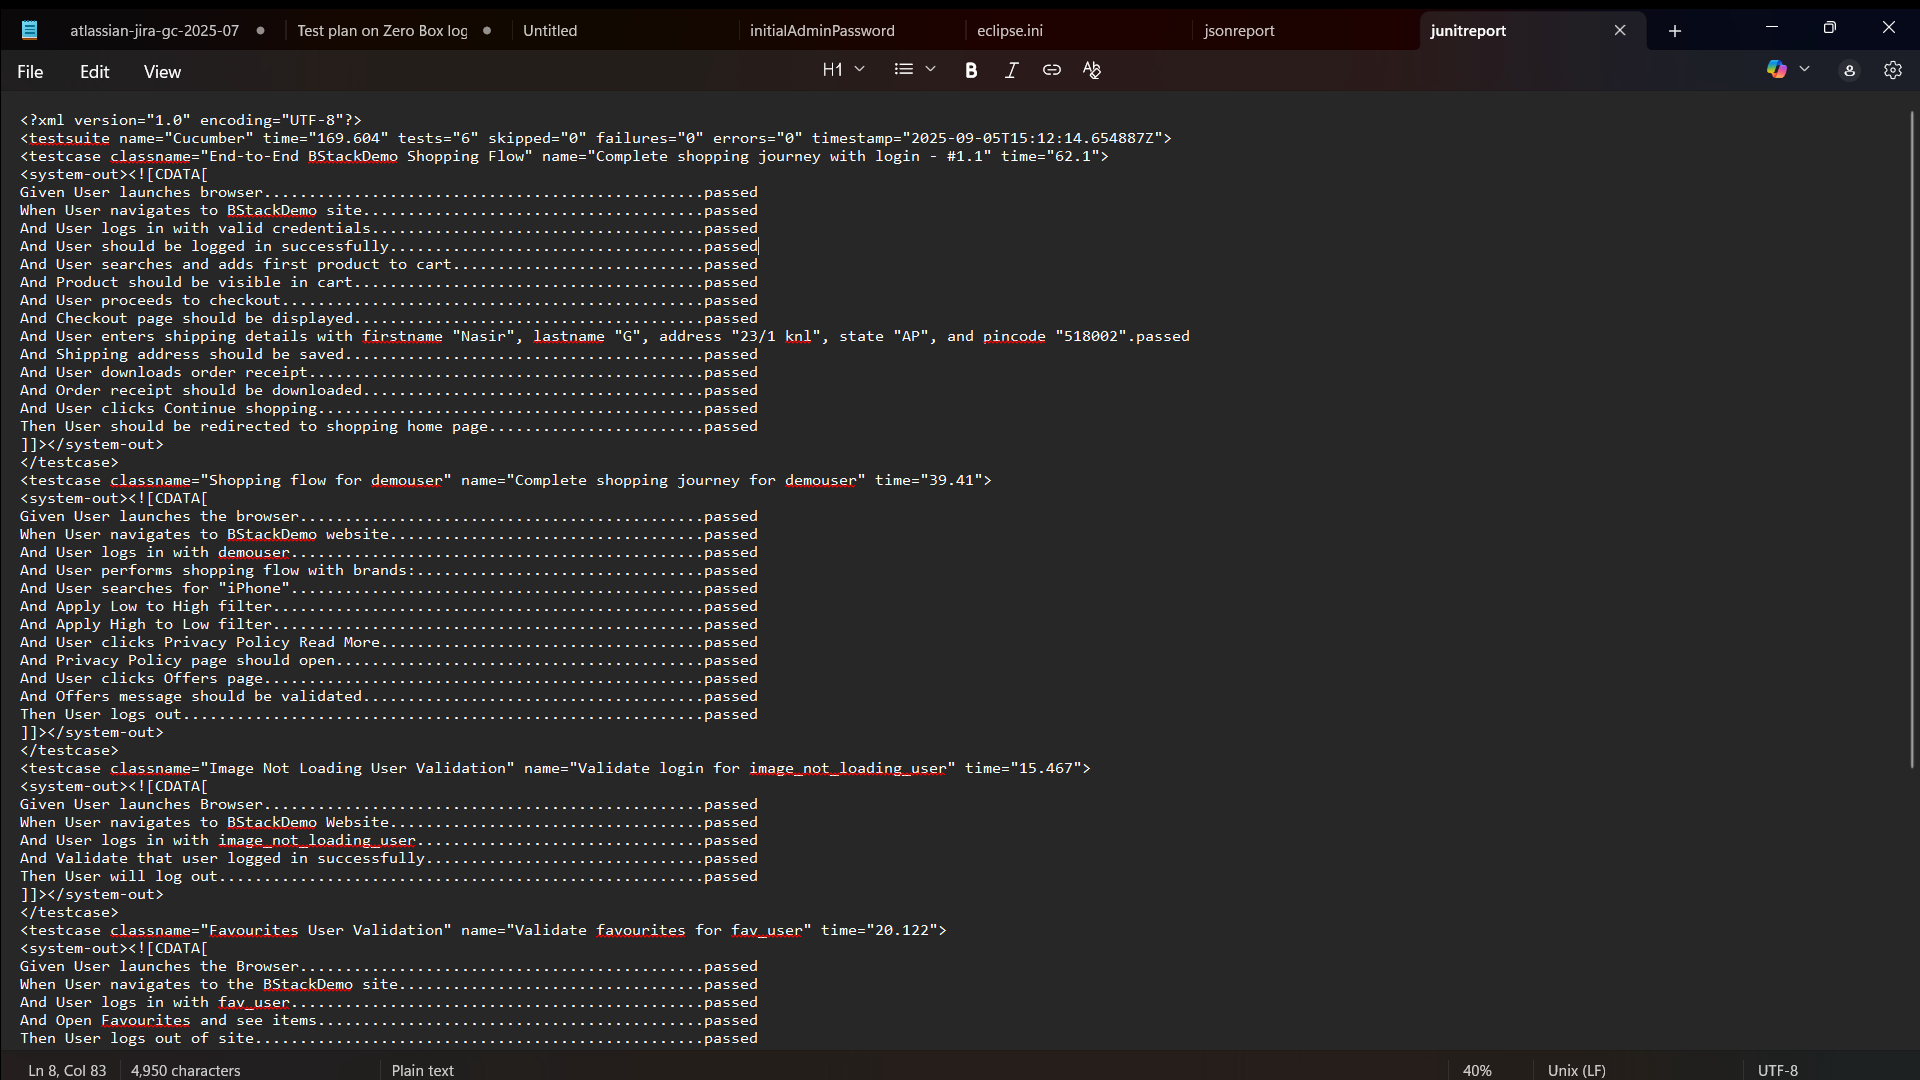 atlassian-jira-gc-2025-07 Test plan on Zero Box log Untitled initialAdminPassword eclipse.ini jsonreport junitreport
File Edit View H1 B I
<?xml version="1.0" encoding="UTF-8"?>
<testsuite name="Cucumber" time="169.604" tests="6" skipped="0" failures="0" errors="0" timestamp="2025-09-05T15:12:14.654887Z">
<testcase classname="End-to-End BStackDemo Shopping Flow" name="Complete shopping journey with login - #1.1" time="62.1">
<system-out><![CDATA[
Given User launches browser.................................................passed
When User navigates to BStackDemo site......................................passed
And User logs in with valid credentials.....................................passed
And User should be logged in successfully...................................passed
And User searches and adds first product to cart............................passed
And Product should be visible in cart.......................................passed
And User proceeds to checkout...............................................passed
And Checkout page should be displayed.......................................passed
And User enters shipping details with firstname "Nasir", lastname "G", address "23/1 knl", state "AP", and pincode "518002".passed
And Shipping address should be saved........................................passed
And User downloads order receipt............................................passed
And Order receipt should be downloaded......................................passed
And User clicks Continue shopping...........................................passed
Then User should be redirected to shopping home page........................passed
]]></system-out>
</testcase>
<testcase classname="Shopping flow for demouser" name="Complete shopping journey for demouser" time="39.41">
<system-out><![CDATA[
Given User launches the browser.............................................passed
When User navigates to BStackDemo website...................................passed
And User logs in with demouser..............................................passed
And User performs shopping flow with brands:................................passed
And User searches for "iPhone"..............................................passed
And Apply Low to High filter................................................passed
And Apply High to Low filter................................................passed
And User clicks Privacy Policy Read More....................................passed
And Privacy Policy page should open.........................................passed
And User clicks Offers page.................................................passed
And Offers message should be validated......................................passed
Then User logs out..........................................................passed
]]></system-out>
</testcase>
<testcase classname="Image Not Loading User Validation" name="Validate login for image_not_loading_user" time="15.467">
<system-out><![CDATA[
Given User launches Browser.................................................passed
When User navigates to BStackDemo Website...................................passed
And User logs in with image_not_loading_user................................passed
And Validate that user logged in successfully...............................passed
Then User will log out......................................................passed
]]></system-out>
</testcase>
<testcase classname="Favourites User Validation" name="Validate favourites for fav_user" time="20.122">
<system-out><![CDATA[
Given User launches the Browser.............................................passed
When User navigates to the BStackDemo site..................................passed
And User logs in with fav_user..............................................passed
And Open Favourites and see items...........................................passed
Then User logs out of site..................................................passed
Ln 8, Col 83 4,950 characters Plain text 40% Unix (LF) UTF-8